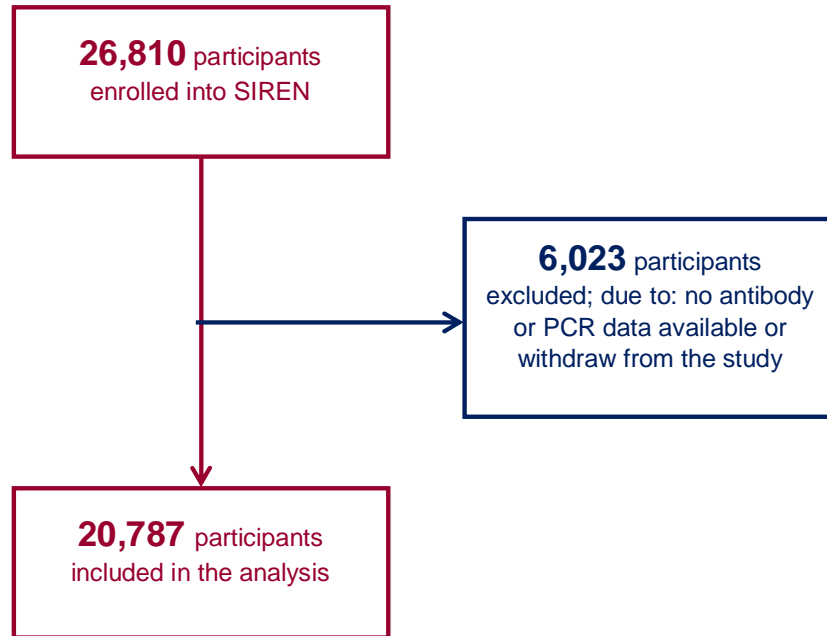 26,810 participants
enrolled into SIREN
6,023 participants
excluded; due to: no antibody
or PCR data available or
withdraw from the study
20,787 participants
included in the analysis